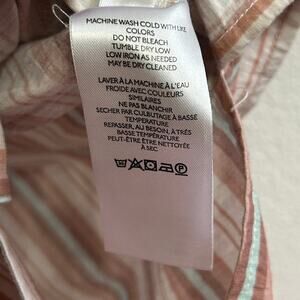 MACHINE WASH COLD WITH LIKE
COLORS
DO NOT BLEACH
TUMBLE DRY LOW
LOW IRON AS NEEDED
MAY BE DRY CLEANED
LAVER À LA MACHINE À L'EAU
FROIDE AVEC COULEURS
SIMILAIRES
NE PAS BLANCHIR
SECHER PAR CULBUTAGE À BASSE
TEMPERATURE
REPASSER, AU BESOIN, À TRÈS
BASSE TEMPÉRATURE
PEUT-ÊTRE ÊTRE NETTOYÉE
À SEC